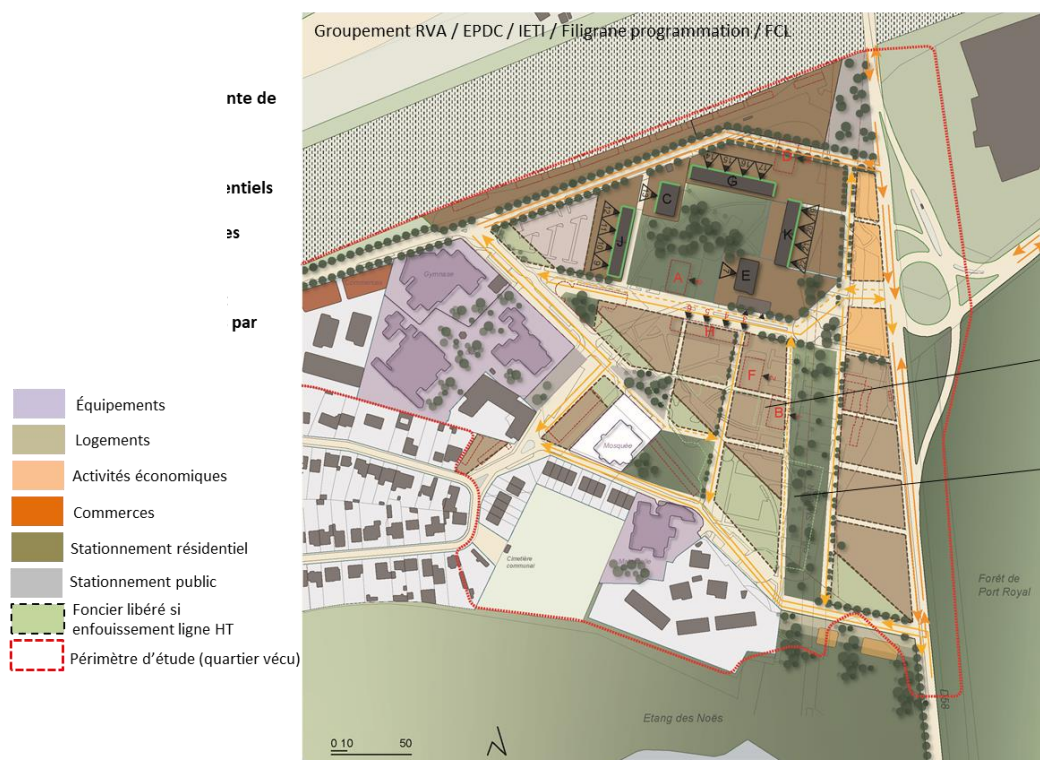 Groupement RVA / EPDC / IETI / Filigrane programmation / FCL
nte de
entiels
es
par
Équipements
Logements
Activités économiques
Commerces
Stationnement résidentiel
Stationnement public
Foncier libéré si
enfouissement ligne HT
Périmètre d'étude (quartier vécu)
D
G
C
K
J
A
E
H
F
B
Gymnase
Mosquée
Cimetière
communal
Forêt de
Port Royal
Etang des Noës
D58
0 10 50
N